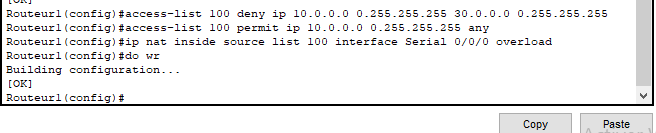 [OK]
Routeur1(config)#access-list 100 deny ip 10.0.0.0 0.255.255.255 30.0.0.0 0.255.255.255
Routeur1(config)#access-list 100 permit ip 10.0.0.0 0.255.255.255 any
Routeur1(config)#ip nat inside source list 100 interface Serial 0/0/0 overload
Routeur1(config)#do wr
Building configuration...
[OK]
Routeur1(config)#
Copy
Paste